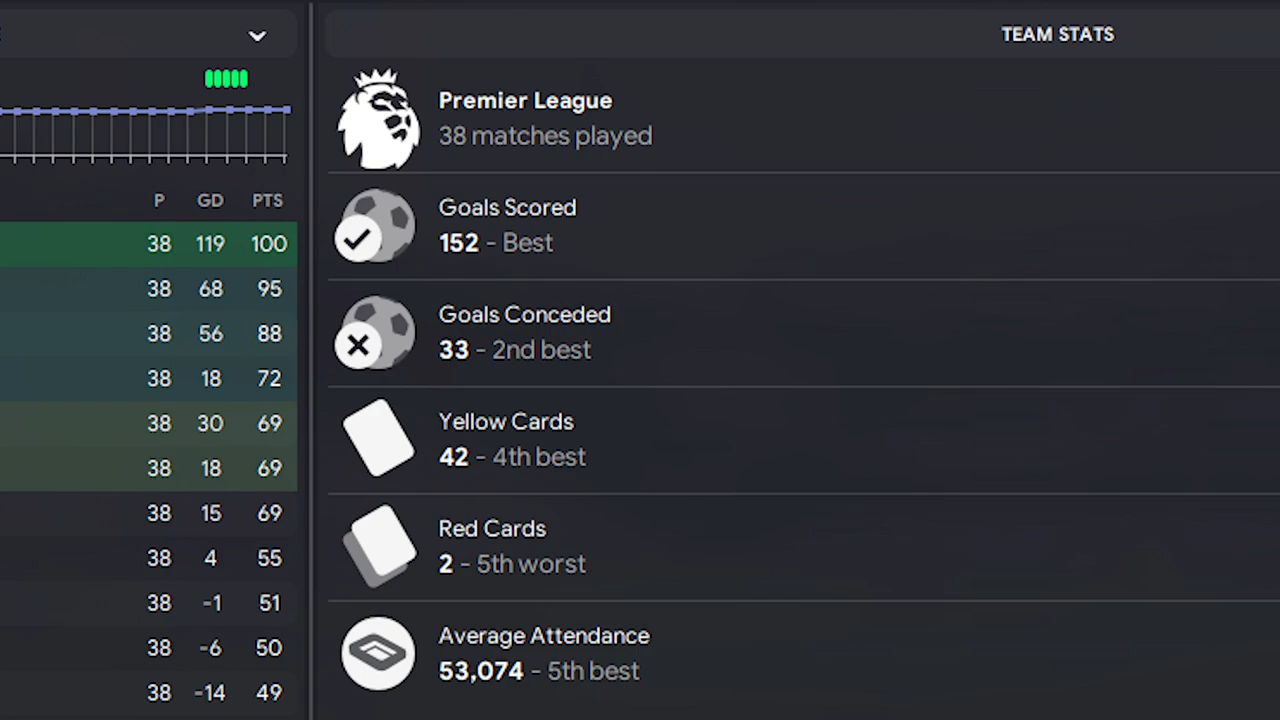 TEAM STATS
P GD PTS
38 119 100
38 68 95
38 56 88
38 18 72
38 30 69
38 18 69
38 15 69
38 4 55
38 -1 51
38 -6 50
38 -14 49
Premier League
38 matches played
Goals Scored
152 - Best
Goals Conceded
33 - 2nd best
Yellow Cards
42 - 4th best
Red Cards
2 - 5th worst
Average Attendance
53,074 - 5th best